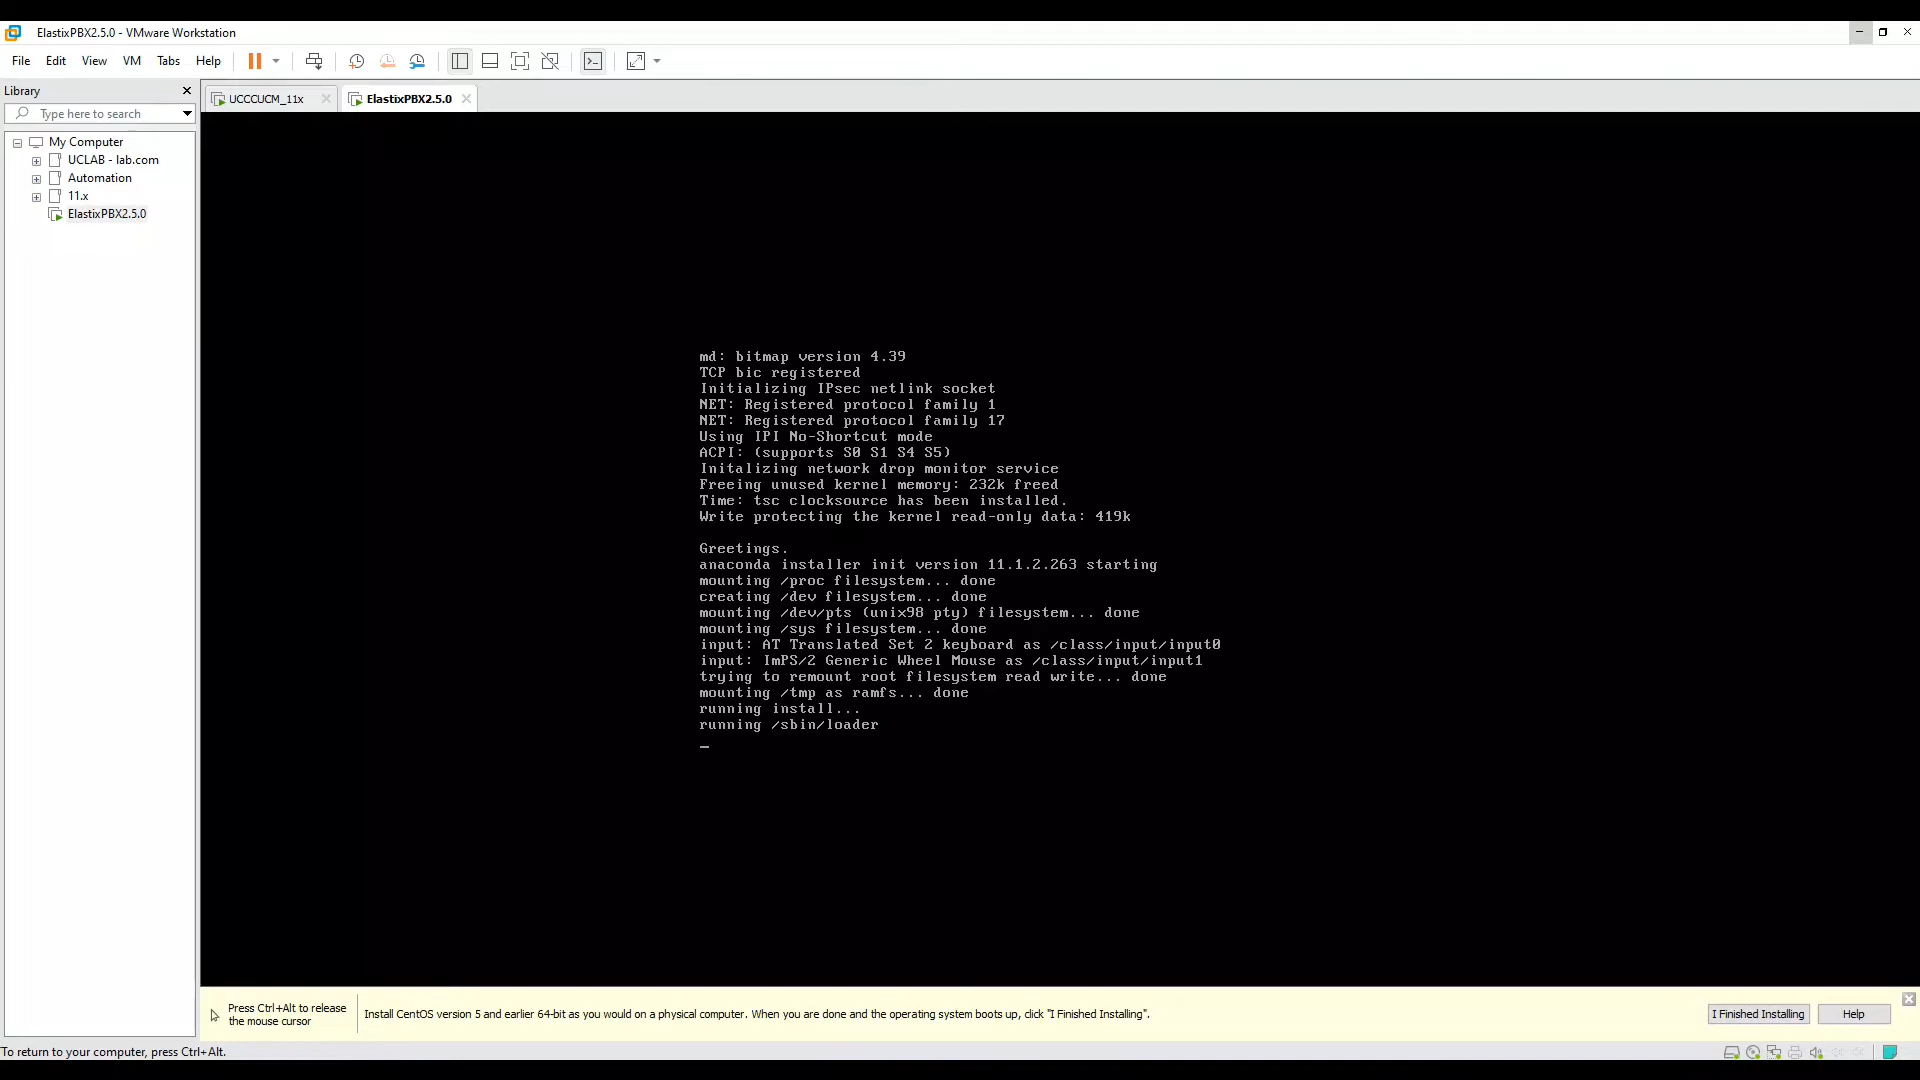 ElastixPBX2.5.0 - VMware Workstation
File Edit View VM Tabs Help
Library
Type here to search
UCCCUCM_11x
ElastixPBX2.5.0
My Computer
UCLAB - lab.com
Automation
11.x
ElastixPBX2.5.0
md: bitmap version 4.39
TCP bic registered
Initializing IPsec netlink socket
NET: Registered protocol family 1
NET: Registered protocol family 17
Using IPI No-Shortcut mode
ACPI: (supports S0 S1 S4 S5)
Initalizing network drop monitor service
Freeing unused kernel memory: 232k freed
Time: tsc clocksource has been installed.
Write protecting the kernel read-only data: 419k
Greetings.
anaconda installer init version 11.1.2.263 starting
mounting /proc filesystem... done
creating /dev filesystem... done
mounting /dev/pts (unix98 pty) filesystem... done
mounting /sys filesystem... done
input: AT Translated Set 2 keyboard as /class/input/input0
input: ImPS/2 Generic Wheel Mouse as /class/input/input1
trying to remount root filesystem read write... done
mounting /tmp as ramfs... done
running install...
running /sbin/loader
Press Ctrl+Alt to release
the mouse cursor
Install CentOS version 5 and earlier 64-bit as you would on a physical computer. When you are done and the operating system boots up, click "I Finished Installing".
I Finished Installing
Help
To return to your computer, press Ctrl+Alt.